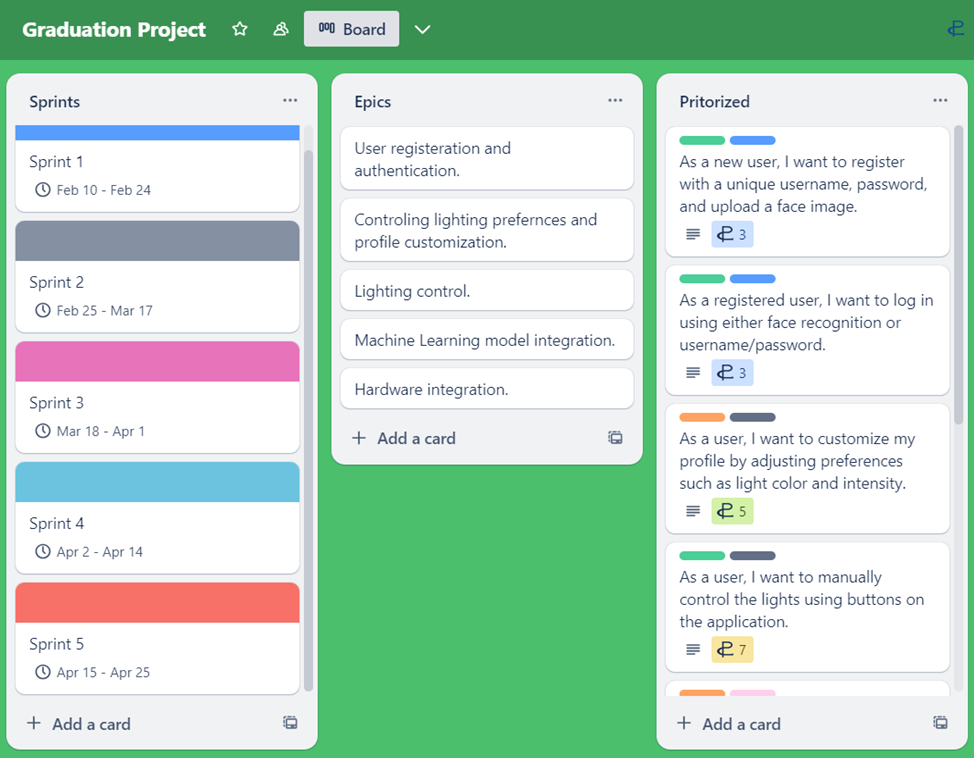 Graduation Project
Board
Sprints
Sprint 1
Feb 10 - Feb 24
Sprint 2
Feb 25 - Mar 17
Sprint 3
Mar 18 - Apr 1
Sprint 4
Apr 2 - Apr 14
Sprint 5
Apr 15 - Apr 25
Add a card
Epics
User registeration and
authentication.
Controling lighting prefernces and
profile customization.
Lighting control.
Machine Learning model integration.
Hardware integration.
Add a card
Pritorized
As a new user, I want to register
with a unique username, password,
and upload a face image.
3
As a registered user, I want to log in
using either face recognition or
username/password.
3
As a user, I want to customize my
profile by adjusting preferences
such as light color and intensity.
5
As a user, I want to manually
control the lights using buttons on
the application.
7
Add a card